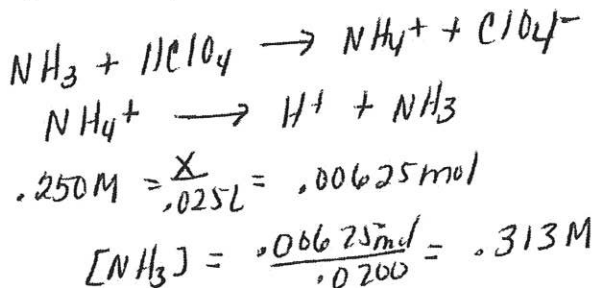 NH₃ + HClO₄ → NH₄⁺ + ClO₄⁻
NH₄⁺ → H⁺ + NH₃
.250M = X/.025L = .00625mol
[NH₃] = .00625mol/.0200 = .313M